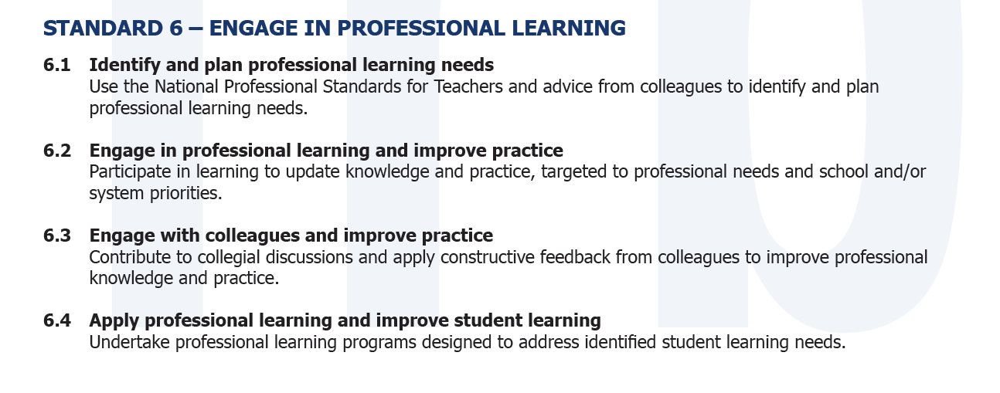 STANDARD 6 – ENGAGE IN PROFESSIONAL LEARNING
6.1 Identify and plan professional learning needs
Use the National Professional Standards for Teachers and advice from colleagues to identify and plan
professional learning needs.
6.2 Engage in professional learning and improve practice
Participate in learning to update knowledge and practice, targeted to professional needs and school and/or
system priorities.
6.3 Engage with colleagues and improve practice
Contribute to collegial discussions and apply constructive feedback from colleagues to improve professional
knowledge and practice.
6.4 Apply professional learning and improve student learning
Undertake professional learning programs designed to address identified student learning needs.